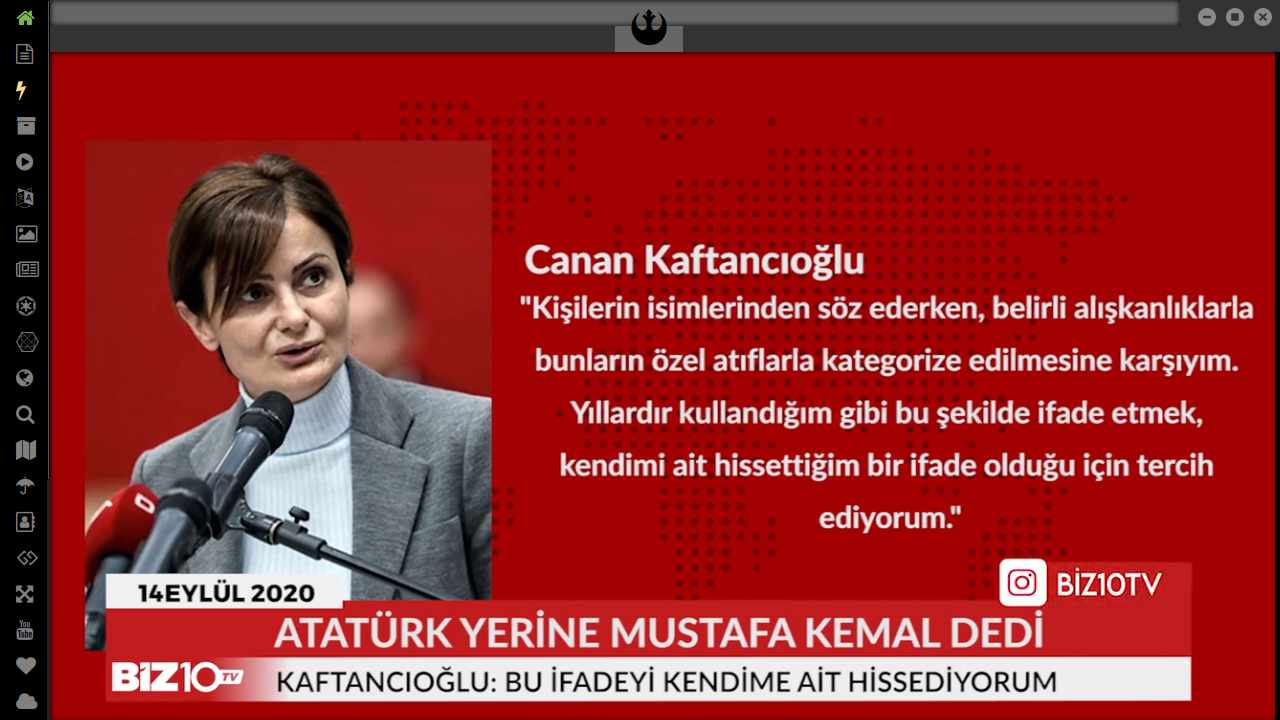 Canan Kaftancıoğlu
"Kişilerin isimlerinden söz ederken, belirli alışkanlıklarla
bunların özel atıflarla kategorize edilmesine karşıyım.
Yıllardır kullandığım gibi bu şekilde ifade etmek,
kendimi ait hissettiğim bir ifade olduğu için tercih
ediyorum."
BİZ10TV
14EYLÜL 2020
ATATÜRK YERİNE MUSTAFA KEMAL DEDİ
BİZ10TV
KAFTANCIOĞLU: BU İFADEYİ KENDİME AİT HİSSEDİYORUM
You
Tube